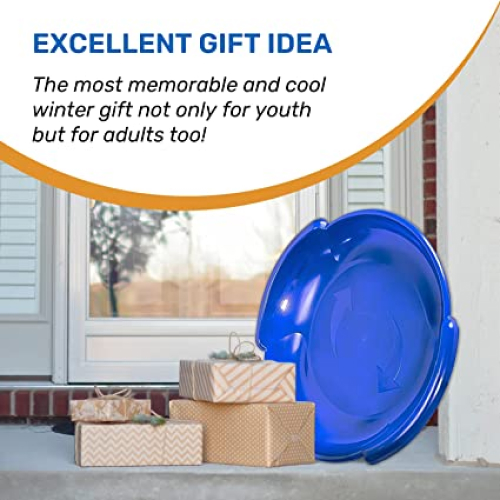 EXCELLENT GIFT IDEA
The most memorable and cool
winter gift not only for youth
but for adults too!